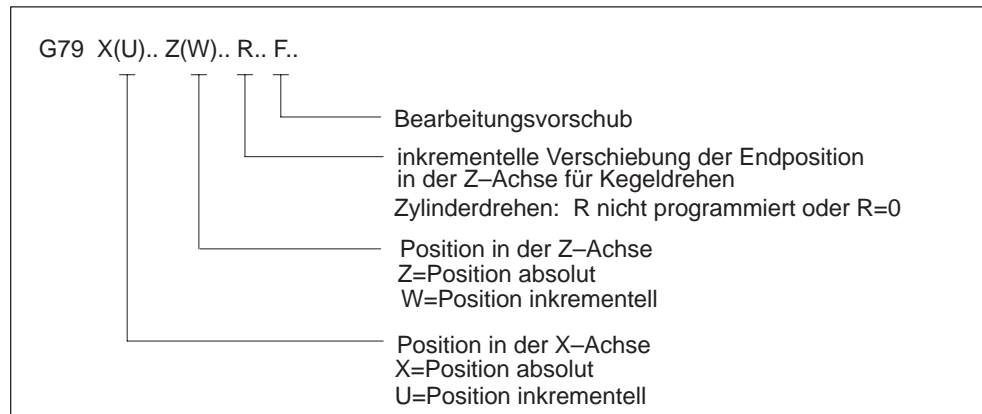 G79 X(U).. Z(W).. R.. F..
Bearbeitungsvorschub
inkrementelle Verschiebung der Endposition
in der Z–Achse für Kegeldrehen
Zylinderdrehen: R nicht programmiert oder R=0
Position in der Z–Achse
Z=Position absolut
W=Position inkrementell
Position in der X–Achse
X=Position absolut
U=Position inkrementell